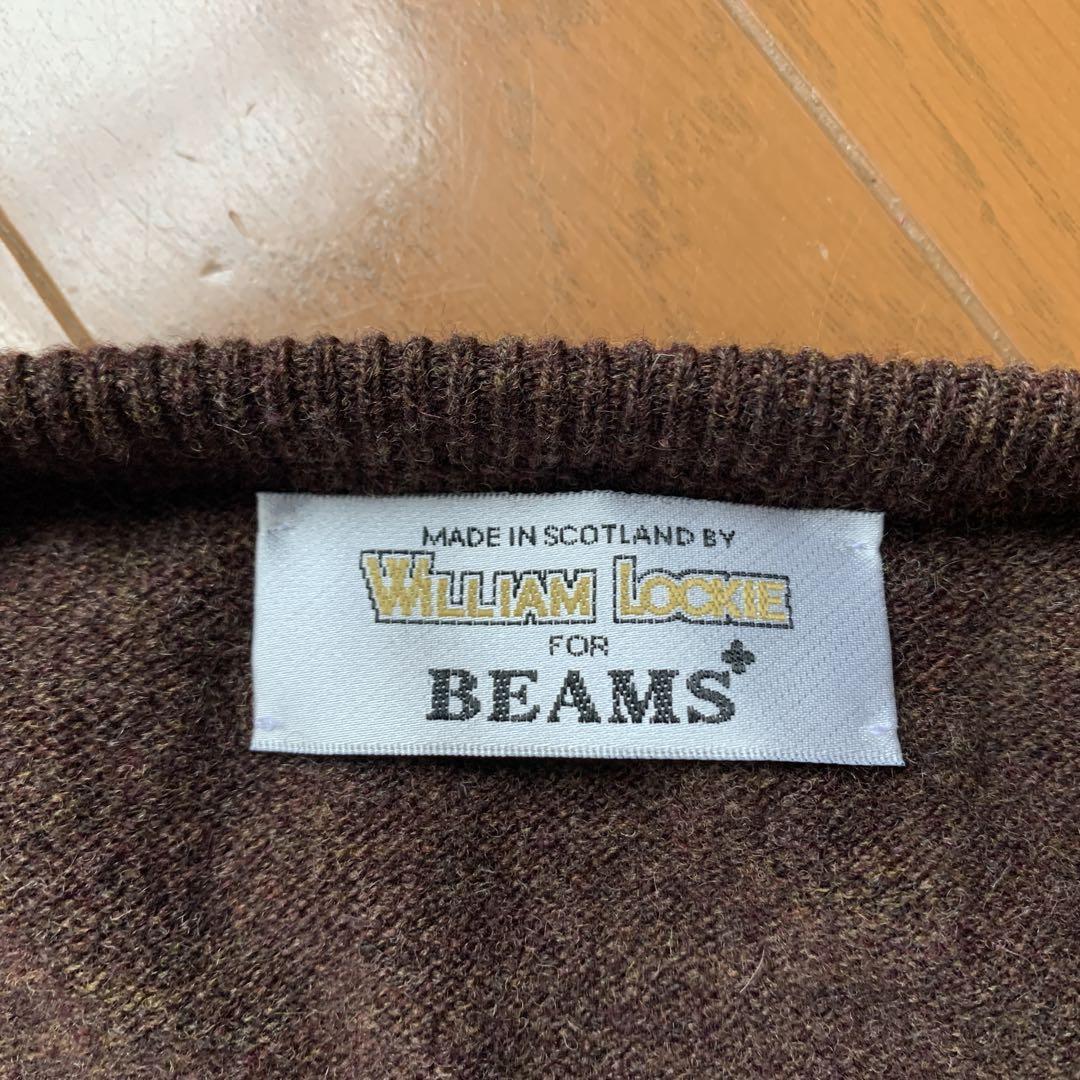 MADE IN SCOTLAND BY
WILLIAM LOCKIE
FOR
BEAMS+